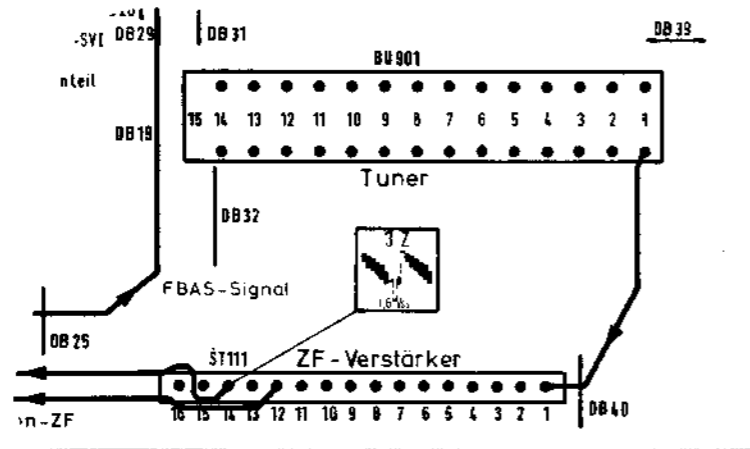 -SVI DB29 DB31 DB39
BU901
nteil
15 14 13 12 11 10 9 8 7 6 5 4 3 2 1
DB19
Tuner
DB32
3 Z
FBAS-Signal
DB25
ST111 ZF-Verstärker
16 15 14 13 12 11 10 9 8 7 6 5 4 3 2 1
DB40
n-ZF